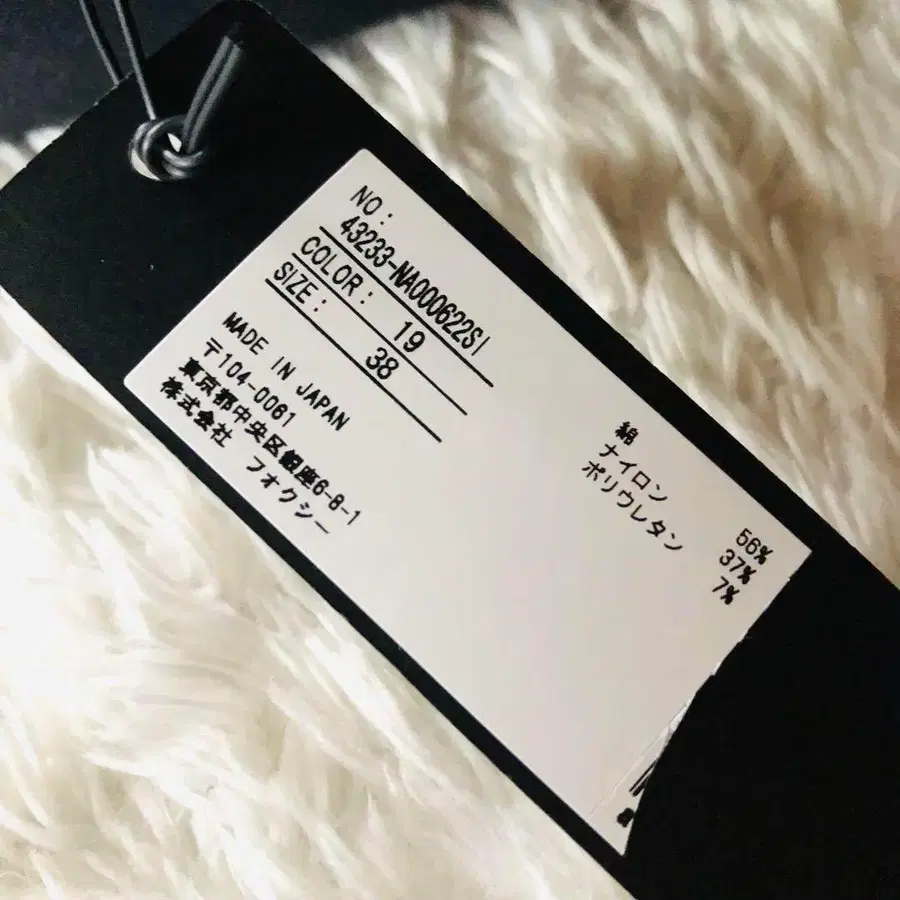 NO:
43233-NA000622SI
COLOR: 19
SIZE: 38
MADE IN JAPAN
〒104-0061
東京都中央区銀座6-8-1
株式会社 フォクシー
綿 56%
ナイロン 37%
ポリウレタン 7%